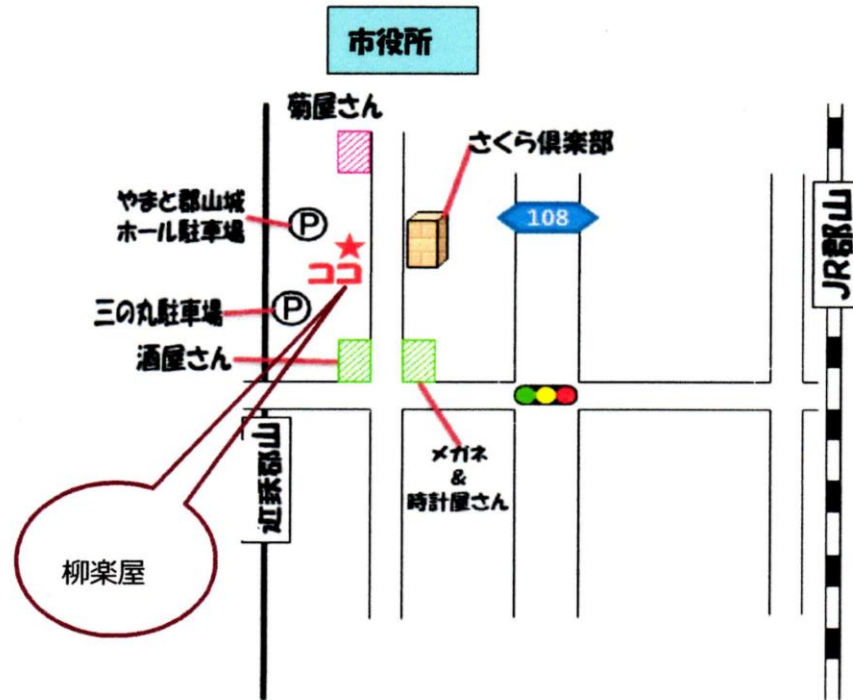 市役所
菊屋さん
さくら倶楽部
やまと郡山城
ホール駐車場
P
108
JR郡山
ココ
三の丸駐車場
P
酒屋さん
メガネ
&
時計屋さん
近鉄郡山
柳楽屋